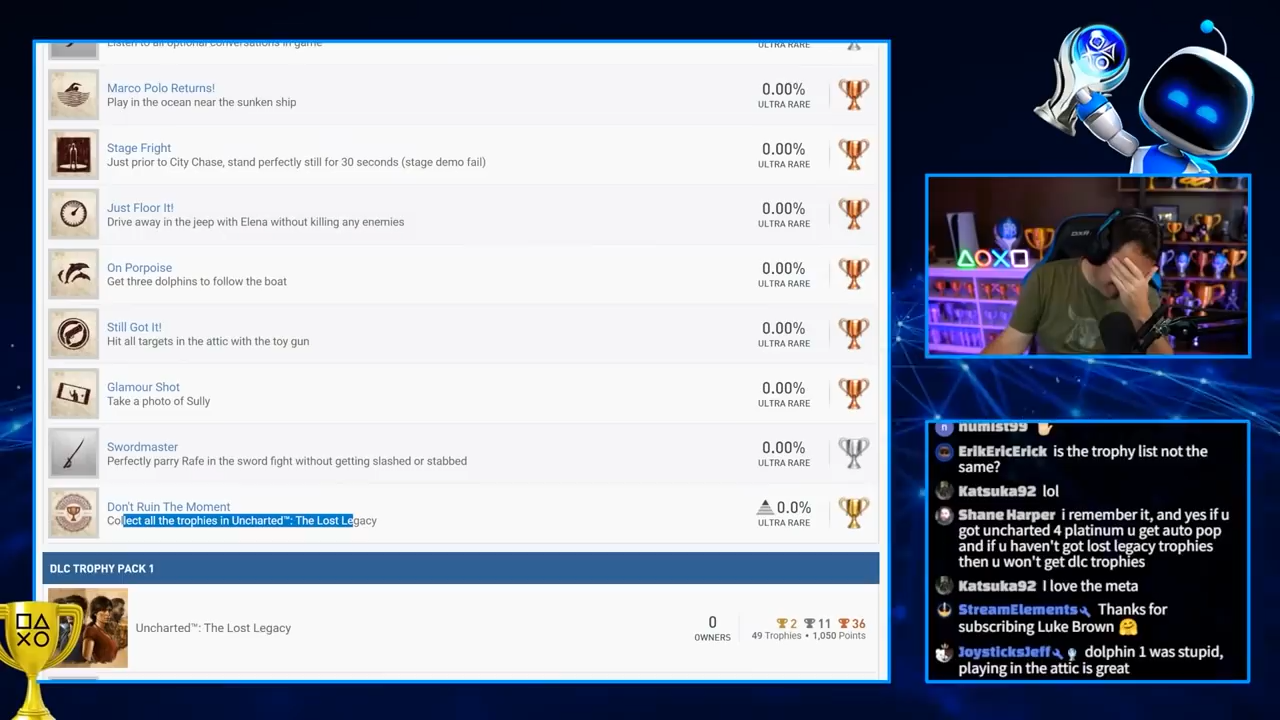 Listen to all optional conversations in game
ULTRA RARE
Marco Polo Returns!
Play in the ocean near the sunken ship
0.00%
ULTRA RARE
Stage Fright
Just prior to City Chase, stand perfectly still for 30 seconds (stage demo fail)
0.00%
ULTRA RARE
Just Floor It!
Drive away in the jeep with Elena without killing any enemies
0.00%
ULTRA RARE
On Porpoise
Get three dolphins to follow the boat
0.00%
ULTRA RARE
Still Got It!
Hit all targets in the attic with the toy gun
0.00%
ULTRA RARE
Glamour Shot
Take a photo of Sully
0.00%
ULTRA RARE
Swordmaster
Perfectly parry Rafe in the sword fight without getting slashed or stabbed
0.00%
ULTRA RARE
Don't Ruin The Moment
Collect all the trophies in Uncharted™: The Lost Legacy
0.0%
ULTRA RARE
DLC TROPHY PACK 1
Uncharted™: The Lost Legacy
0
OWNERS
2 11 36
49 Trophies • 1,050 Points
n numist99
ErikEricErick is the trophy list not the
same?
Katsuka92 lol
Shane Harper i remember it, and yes if u
got uncharted 4 platinum u get auto pop
and if u haven't got lost legacy trophies
then u won't get dlc trophies
Katsuka92 I love the meta
StreamElements Thanks for
subscribing Luke Brown
JoysticksJeff dolphin 1 was stupid,
playing in the attic is great